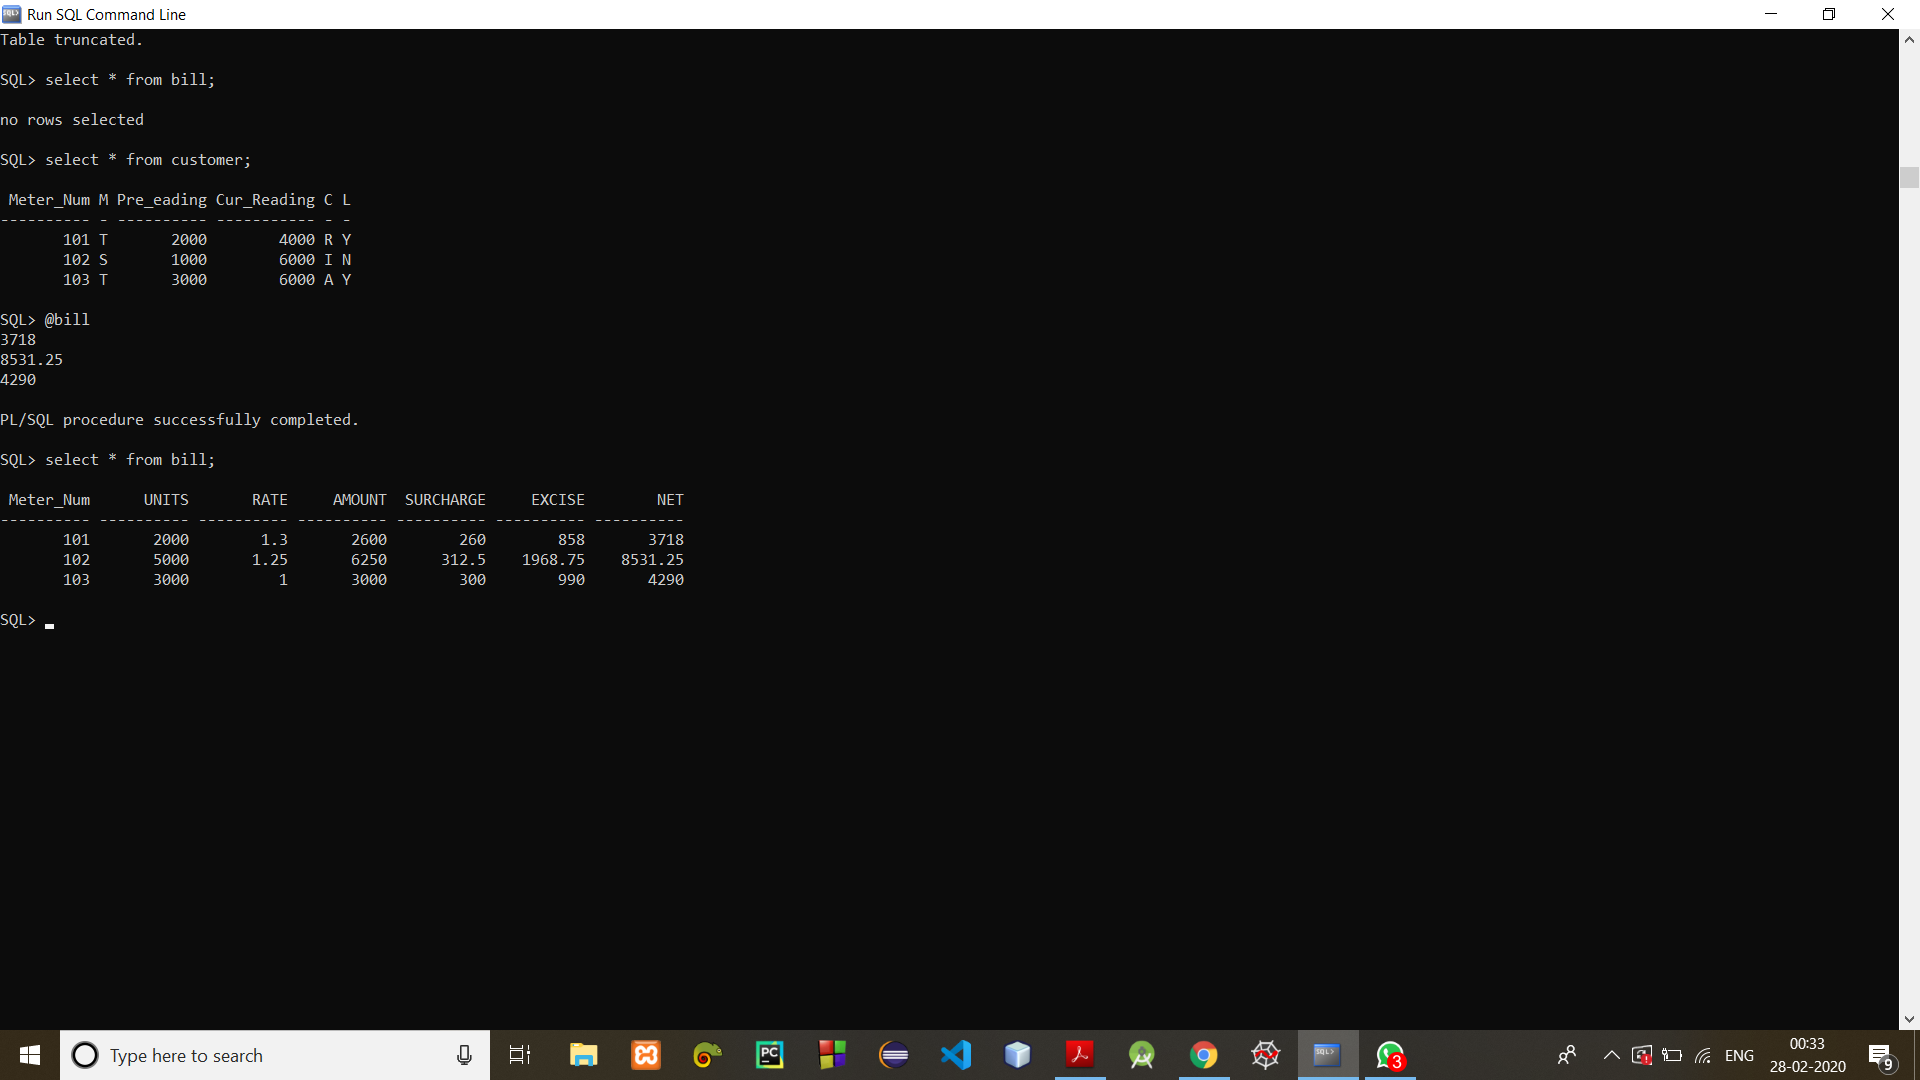 Run SQL Command Line
Table truncated.
SQL> select * from bill;
no rows selected
SQL> select * from customer;
 Meter_Num M Pre_eading Cur_Reading C L
---------- - ---------- ----------- - -
       101 T       2000        4000 R Y
       102 S       1000        6000 I N
       103 T       3000        6000 A Y
SQL> @bill
3718
8531.25
4290
PL/SQL procedure successfully completed.
SQL> select * from bill;
 Meter_Num      UNITS       RATE     AMOUNT  SURCHARGE     EXCISE        NET
---------- ---------- ---------- ---------- ---------- ---------- ----------
       101       2000        1.3       2600        260        858       3718
       102       5000       1.25       6250      312.5    1968.75    8531.25
       103       3000          1       3000        300        990       4290
SQL>
Type here to search
PC
SQL>
3
ENG
00:33
28-02-2020
9